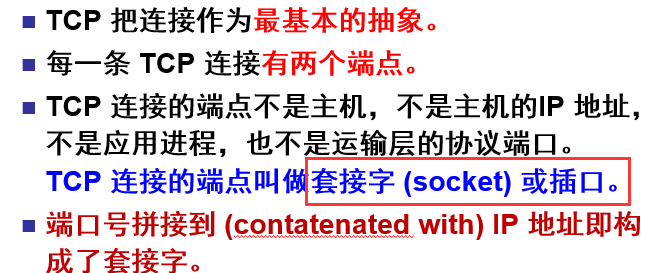 TCP 把连接作为最基本的抽象。
每一条 TCP 连接有两个端点。
TCP 连接的端点不是主机，不是主机的IP 地址，
不是应用进程，也不是运输层的协议端口。
TCP 连接的端点叫做套接字 (socket) 或插口。
端口号拼接到 (contatenated with) IP 地址即构
成了套接字。